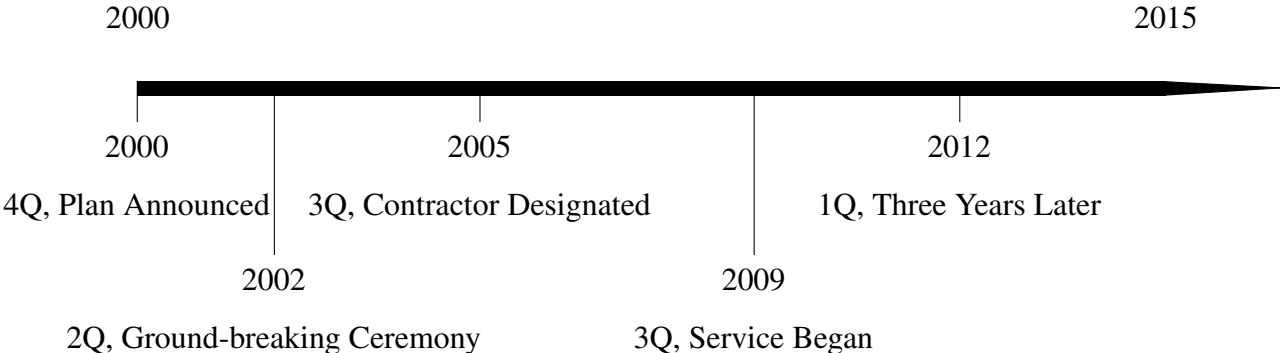 2000 2015
2000 2005 2012
4Q, Plan Announced 3Q, Contractor Designated 1Q, Three Years Later
2002 2009
2Q, Ground-breaking Ceremony 3Q, Service Began